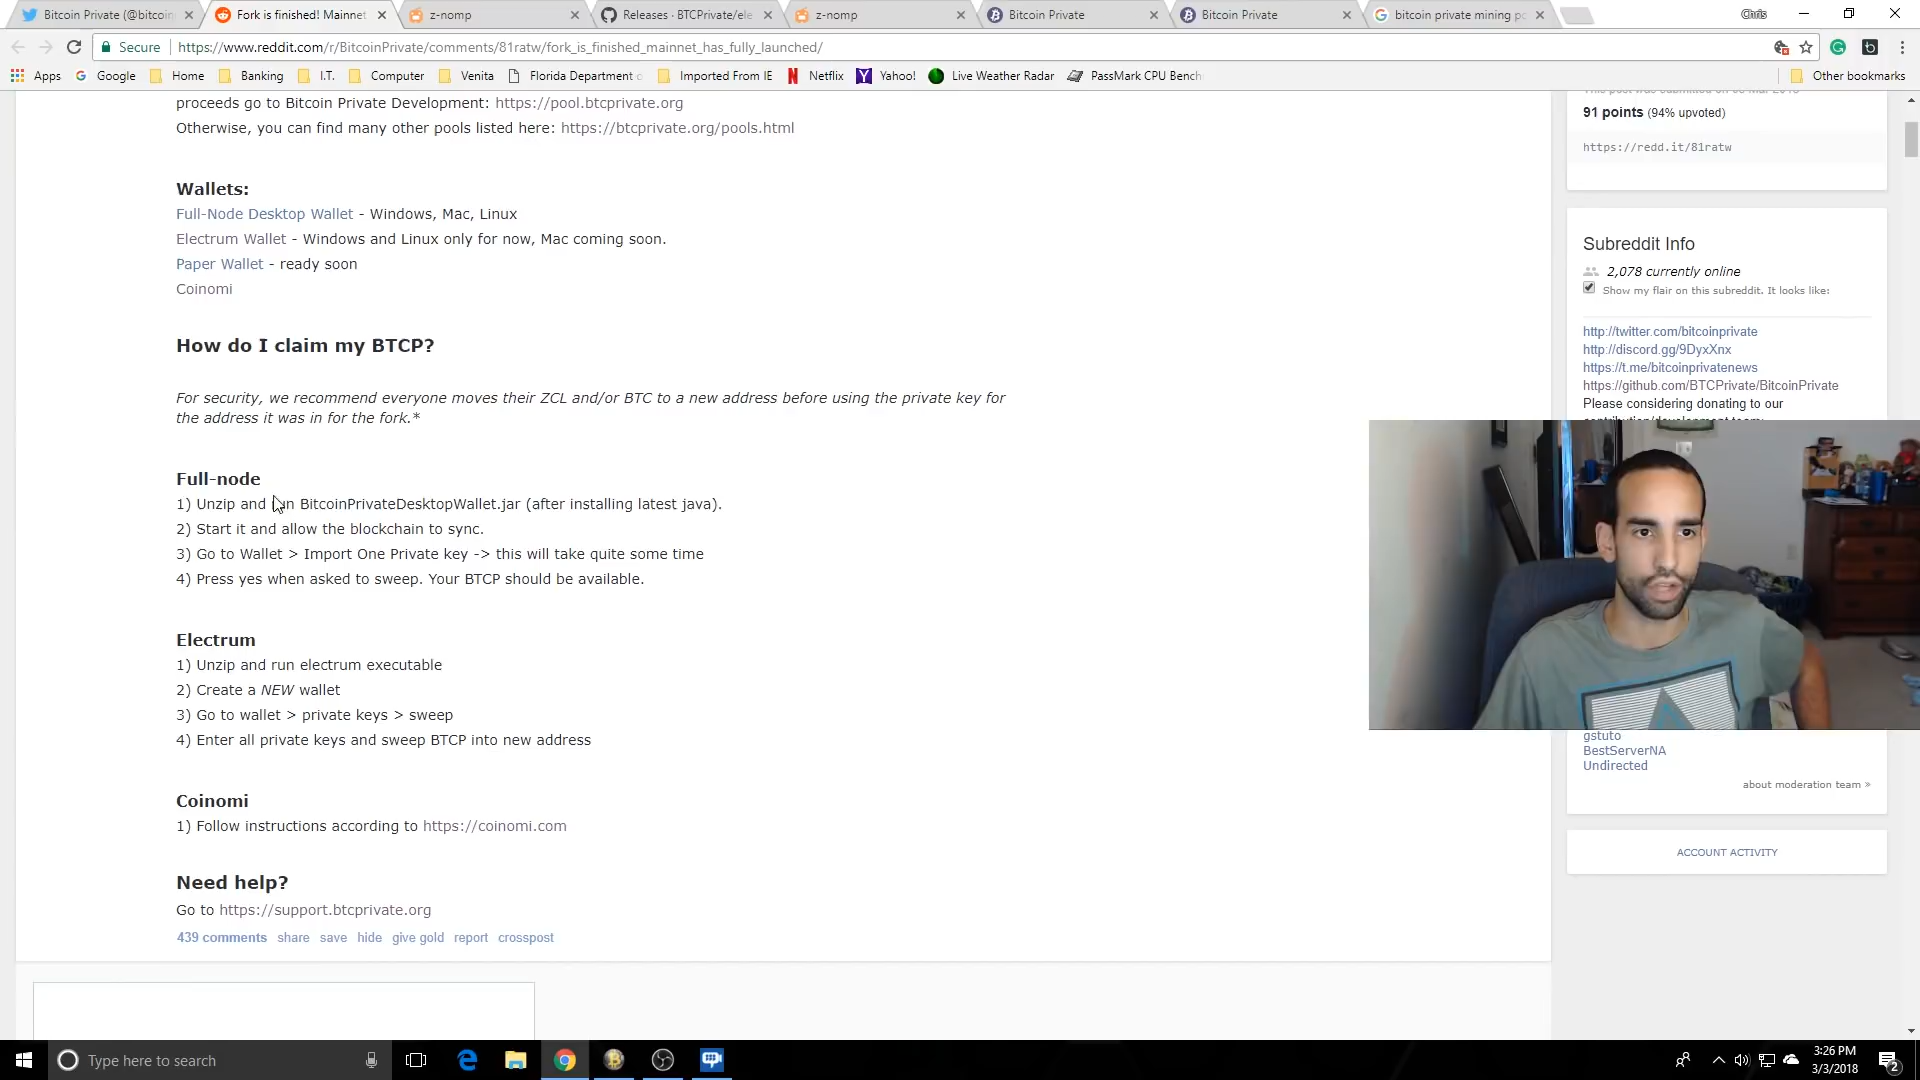 Bitcoin Private (@bitcoin
Fork is finished! Mainnet
z-nomp
Releases · BTCPrivate/ele
z-nomp
Bitcoin Private
Bitcoin Private
bitcoin private mining po
Chris
Secure
https://www.reddit.com/r/BitcoinPrivate/comments/81ratw/fork_is_finished_mainnet_has_fully_launched/
Apps
Google
Home
Banking
I.T.
Computer
Venita
Florida Department o
Imported From IE
Netflix
Yahoo!
Live Weather Radar
PassMark CPU Bench
Other bookmarks
proceeds go to Bitcoin Private Development: https://pool.btcprivate.org
Otherwise, you can find many other pools listed here: https://btcprivate.org/pools.html
Wallets:
Full-Node Desktop Wallet - Windows, Mac, Linux
Electrum Wallet - Windows and Linux only for now, Mac coming soon.
Paper Wallet - ready soon
Coinomi
How do I claim my BTCP?
For security, we recommend everyone moves their ZCL and/or BTC to a new address before using the private key for
the address it was in for the fork.*
Full-node
1) Unzip and run BitcoinPrivateDesktopWallet.jar (after installing latest java).
2) Start it and allow the blockchain to sync.
3) Go to Wallet > Import One Private key -> this will take quite some time
4) Press yes when asked to sweep. Your BTCP should be available.
Electrum
1) Unzip and run electrum executable
2) Create a NEW wallet
3) Go to wallet > private keys > sweep
4) Enter all private keys and sweep BTCP into new address
Coinomi
1) Follow instructions according to https://coinomi.com
Need help?
Go to https://support.btcprivate.org
439 comments share save hide give gold report crosspost
91 points (94% upvoted)
https://redd.it/81ratw
Subreddit Info
2,078 currently online
Show my flair on this subreddit. It looks like:
http://twitter.com/bitcoinprivate
http://discord.gg/9DyxXnx
https://t.me/bitcoinprivatenews
https://github.com/BTCPrivate/BitcoinPrivate
Please considering donating to our
gstuto
BestServerNA
Undirected
about moderation team »
ACCOUNT ACTIVITY
Type here to search
3:26 PM
3/3/2018
2